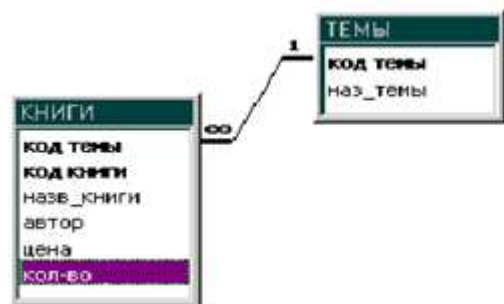 ТЕМЫ
код темы
наз_темы
1
∞
КНИГИ
код темы
код книги
назв_книги
автор
цена
кол-во